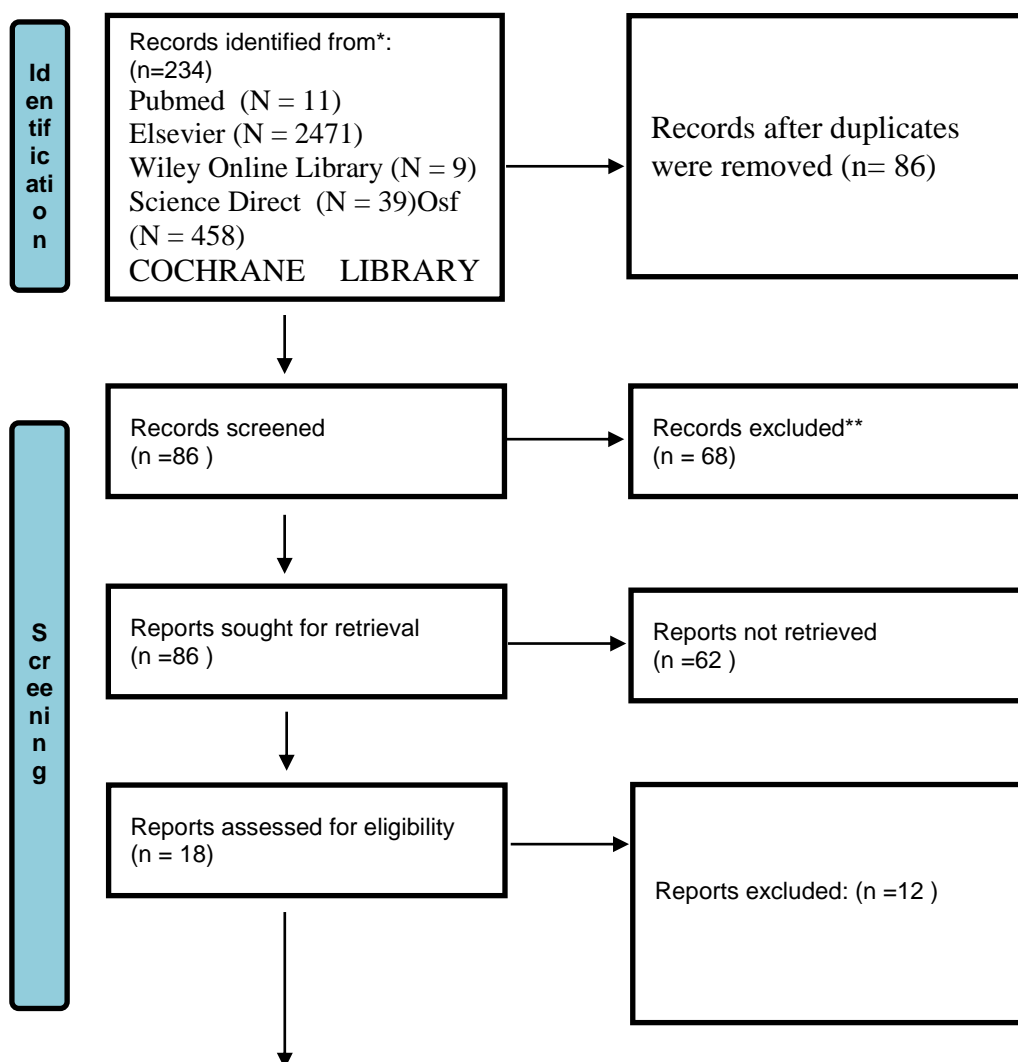 Id
en
tif
ic
ati
o
n
Records identified from*:
(n=234)
Pubmed (N = 11)
Elsevier (N = 2471)
Wiley Online Library (N = 9)
Science Direct (N = 39)Osf
(N = 458)
COCHRANE LIBRARY
Records after duplicates
were removed (n= 86)
S
cr
ee
ni
n
g
Records screened
(n =86 )
Records excluded**
(n = 68)
Reports sought for retrieval
(n =86 )
Reports not retrieved
(n =62 )
Reports assessed for eligibility
(n = 18)
Reports excluded: (n =12 )